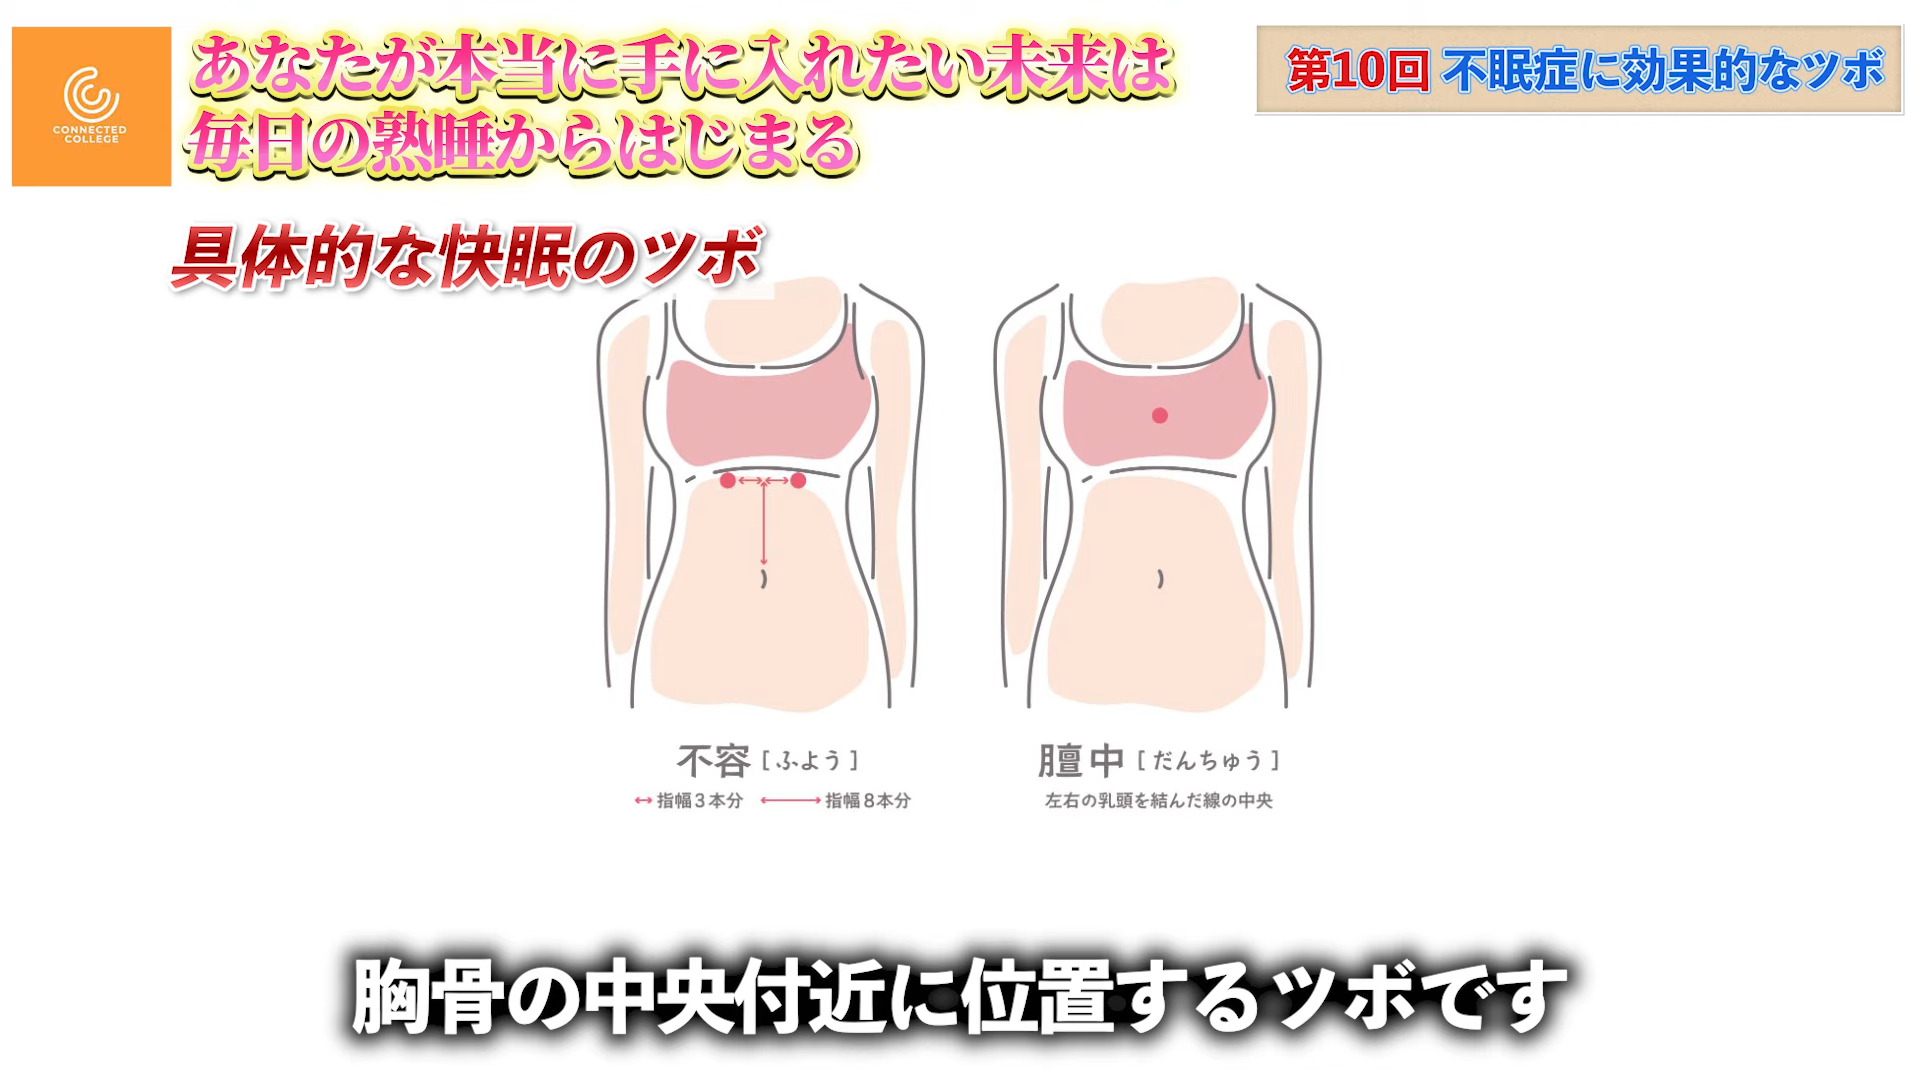 CONNECTED
COLLEGE
あなたが本当に手に入れたい未来は
毎日の熟睡からはじまる
第10回 不眠症に効果的なツボ
具体的な快眠のツボ
不容 [ふよう]
↔ 指幅3本分 ⟷ 指幅8本分
膻中 [だんちゅう]
左右の乳頭を結んだ線の中央
胸骨の中央付近に位置するツボです